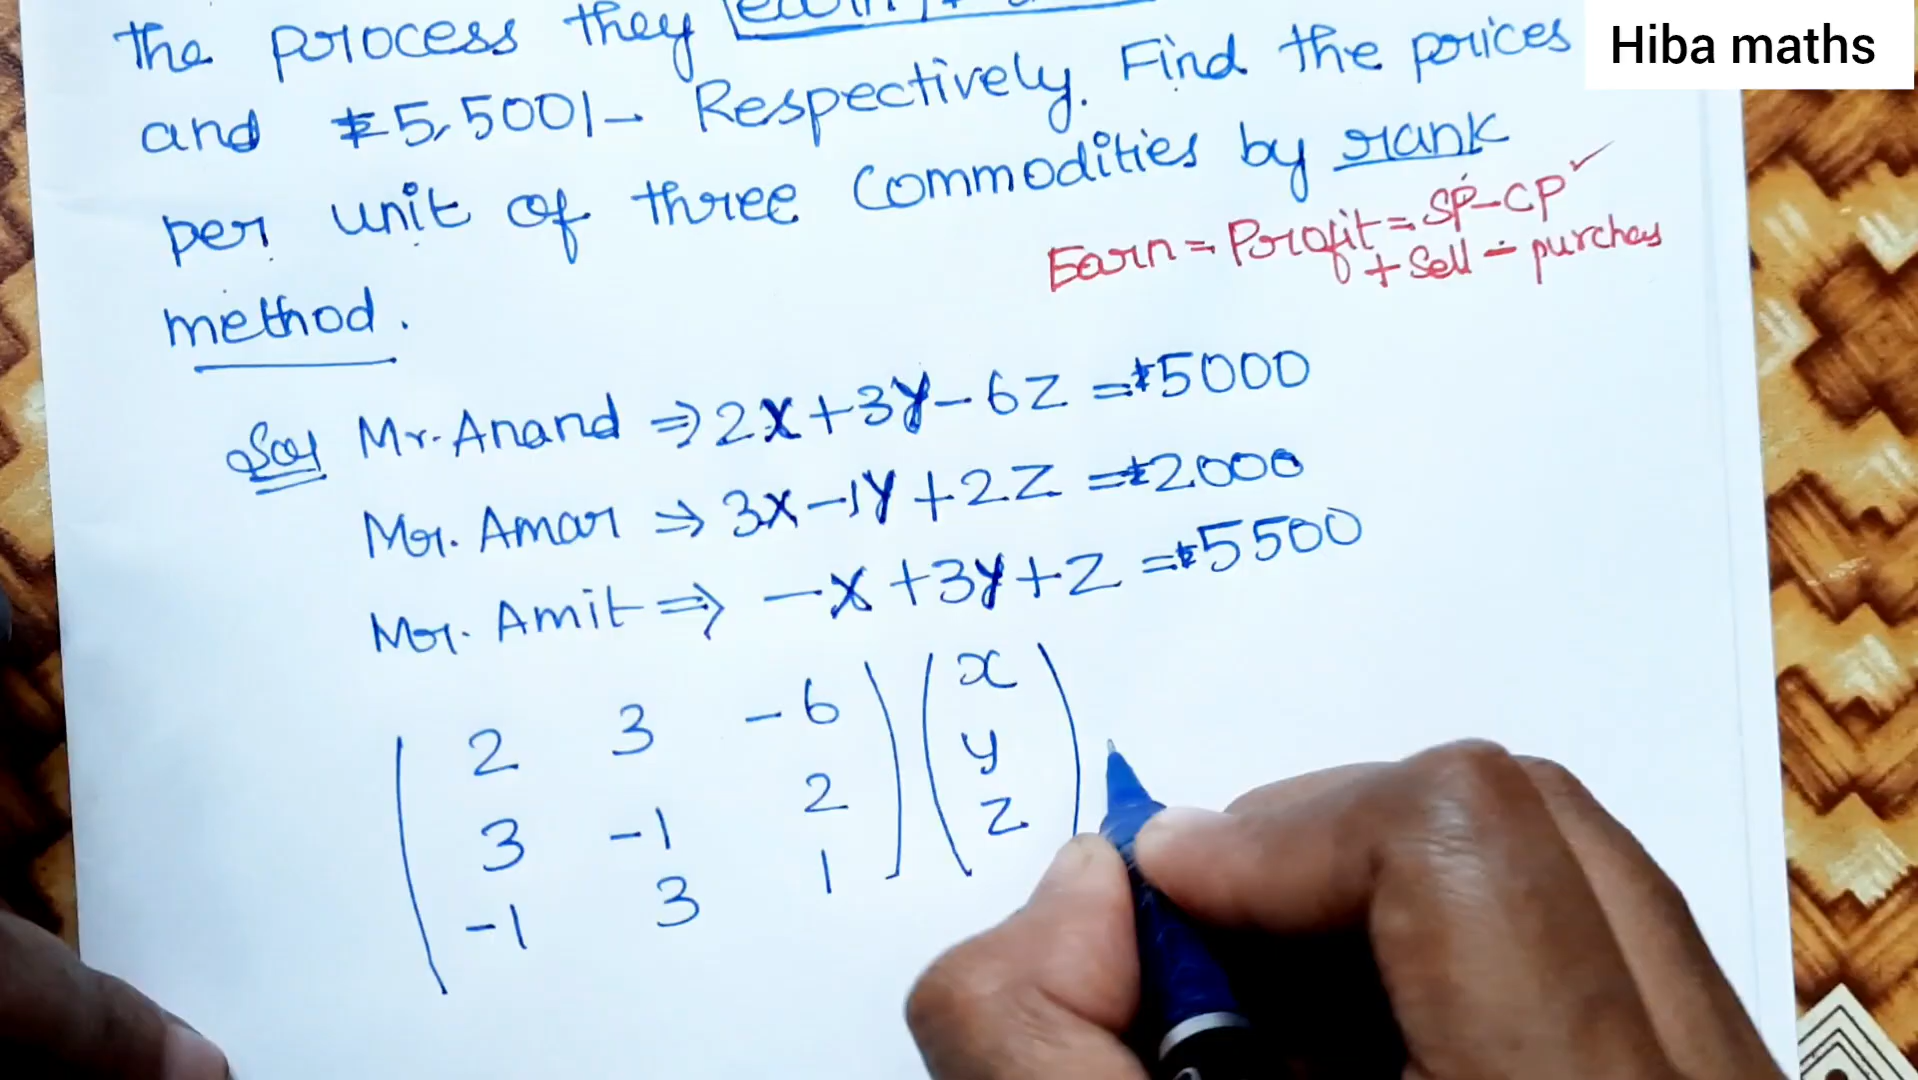 the process they earn
Hiba maths
and ₹5,500/- Respectively. Find the prices
per unit of three Commodities by rank
method.
Earn = Profit = SP-CP ✓
+ Sell - purchas
Sol Mr. Anand ⇒ 2x+3y-6z = ₹5000
Mr. Amar ⇒ 3x-1y+2z = ₹2000
Mr. Amit ⇒ -x+3y+z = ₹5500
2 3 -6 x
3 -1 2 y
-1 3 1 z